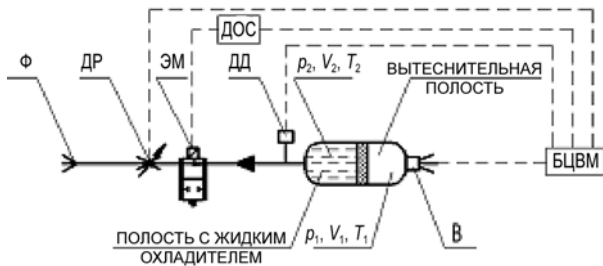 ДОС
Ф
ДР
ЭМ
ДД
p₂, V₂, T₂
ВЫТЕСНИТЕЛЬНАЯ
ПОЛОСТЬ
БЦВМ
ПОЛОСТЬ С ЖИДКИМ
ОХЛАДИТЕЛЕМ
p₁, V₁, T₁
В